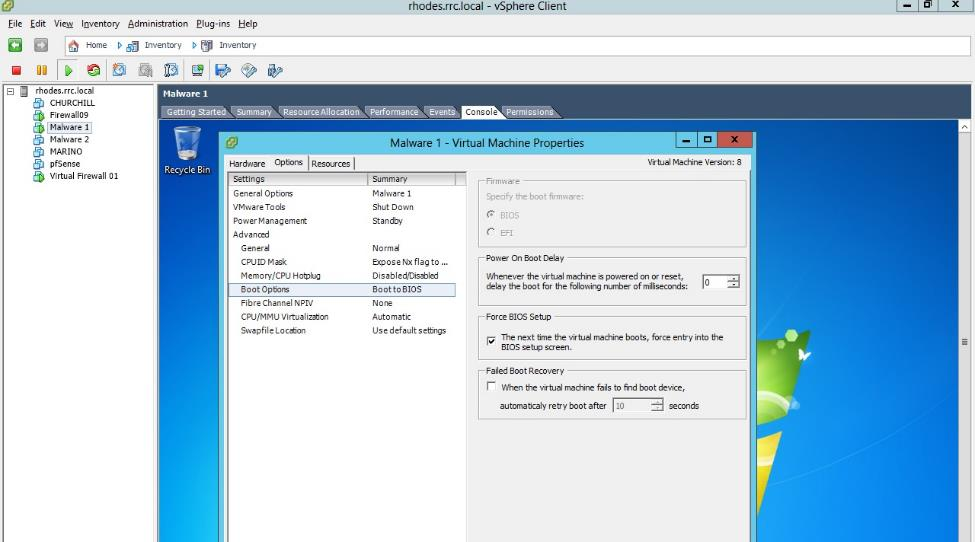 rhodes.rrc.local - vSphere Client
File Edit View Inventory Administration Plug-ins Help
Home Inventory Inventory
rhodes.rrc.local
CHURCHILL
Firewall09
Malware 1
Malware 2
MARINO
pfSense
Virtual Firewall 01
Malware 1
Getting Started Summary Resource Allocation Performance Events Console Permissions
Recycle Bin
Malware 1 - Virtual Machine Properties
Hardware Options Resources
Virtual Machine Version: 8
Settings Summary
General Options Malware 1
VMware Tools Shut Down
Power Management Standby
Advanced
General Normal
CPUID Mask Expose Nx flag to ...
Memory/CPU Hotplug Disabled/Disabled
Boot Options Boot to BIOS
Fibre Channel NPIV None
CPU/MMU Virtualization Automatic
Swapfile Location Use default settings
Firmware
Specify the boot firmware:
BIOS
EFI
Power On Boot Delay
Whenever the virtual machine is powered on or reset,
delay the boot for the following number of milliseconds: 0
Force BIOS Setup
The next time the virtual machine boots, force entry into the
BIOS setup screen.
Failed Boot Recovery
When the virtual machine fails to find boot device,
automaticaly retry boot after 10 seconds